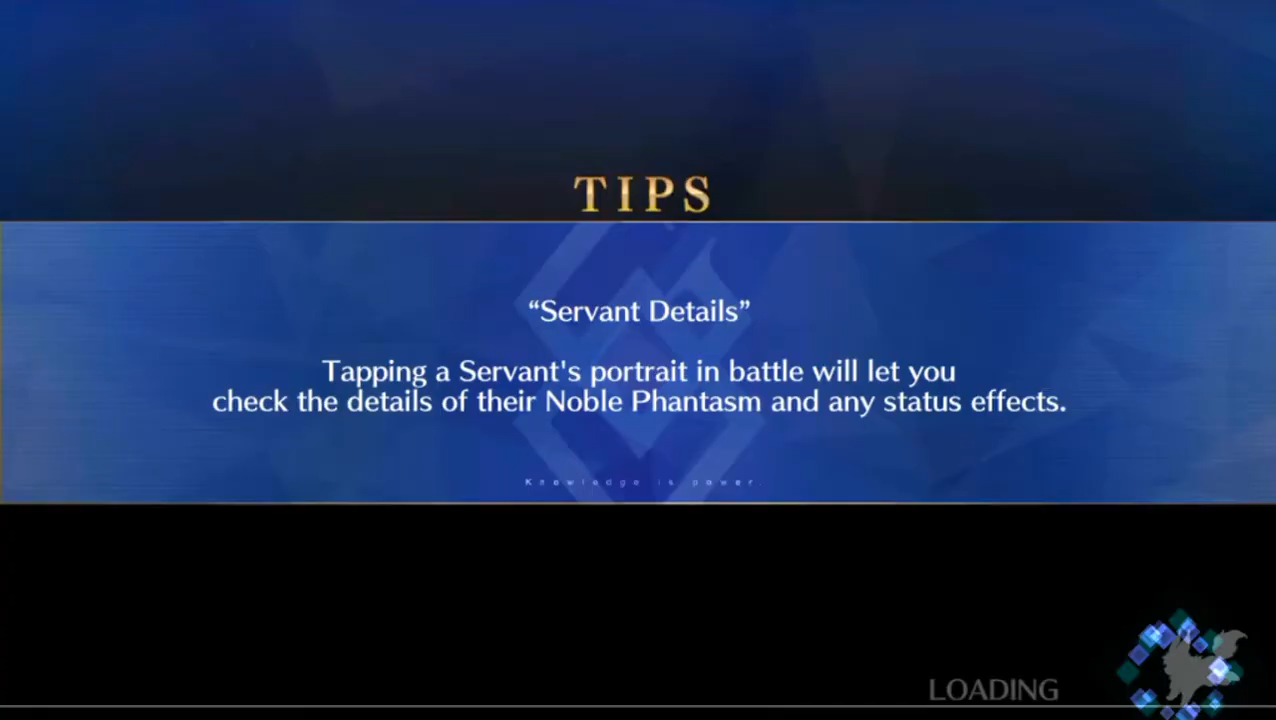 TIPS
“Servant Details”
Tapping a Servant's portrait in battle will let you
check the details of their Noble Phantasm and any status effects.
Knowledge is power.
LOADING